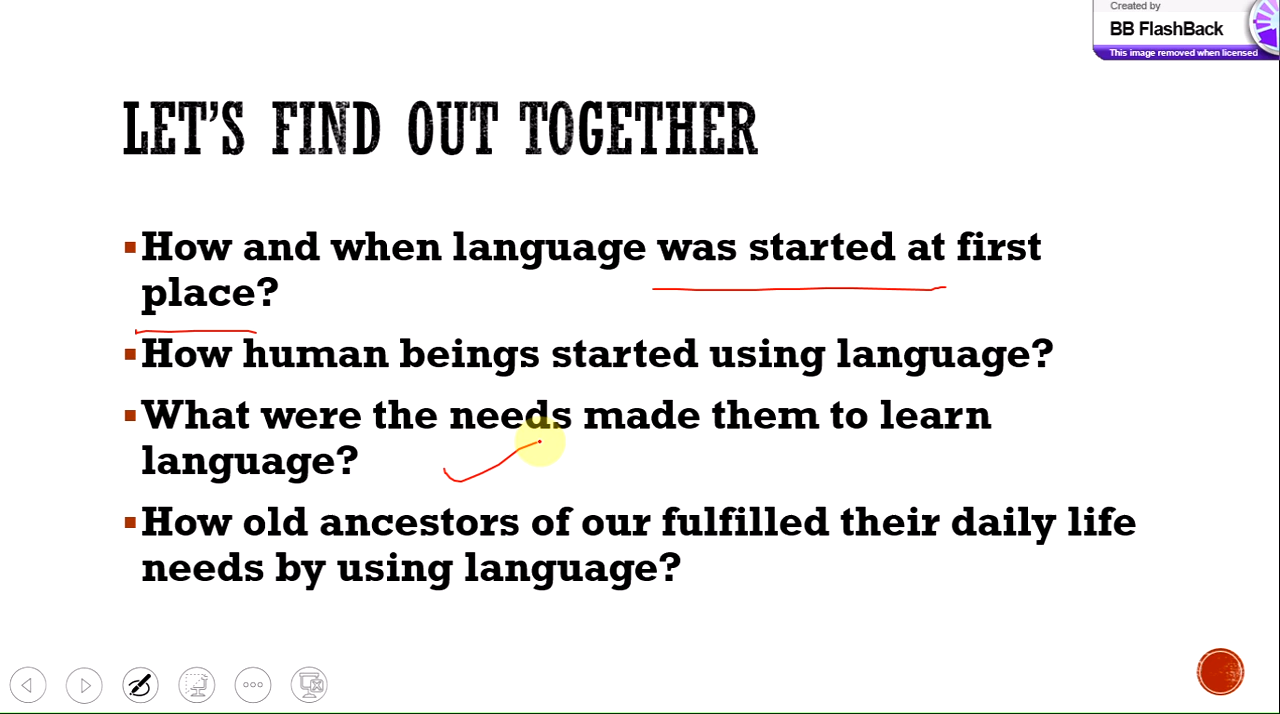 Created by
BB FlashBack
This image removed when licensed
LET'S FIND OUT TOGETHER
How and when language was started at first
place?
How human beings started using language?
What were the needs made them to learn
language?
How old ancestors of our fulfilled their daily life
needs by using language?